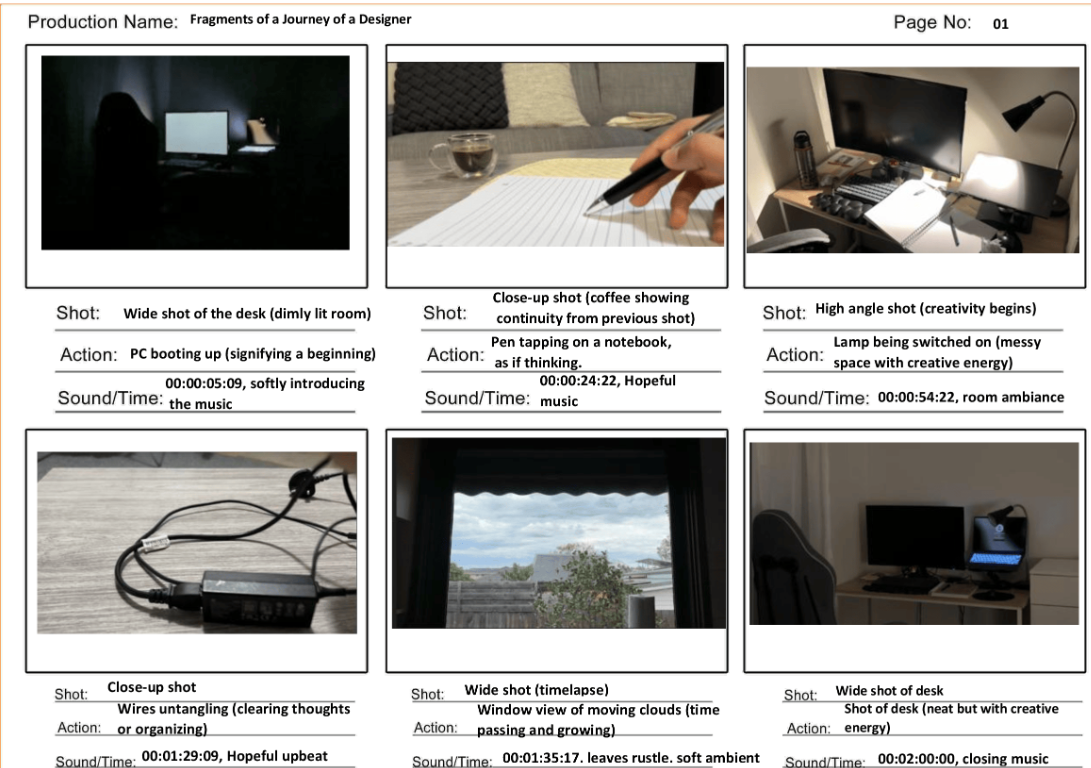 Production Name: Fragments of a Journey of a Designer
Page No: 01
Shot: Wide shot of the desk (dimly lit room)
Action: PC booting up (signifying a beginning)
Sound/Time: 00:00:05:09, softly introducing
the music
Shot: Close-up shot (coffee showing
continuity from previous shot)
Action: Pen tapping on a notebook,
as if thinking.
Sound/Time: 00:00:24:22, Hopeful
music
Shot: High angle shot (creativity begins)
Action: Lamp being switched on (messy
space with creative energy)
Sound/Time: 00:00:54:22, room ambiance
Shot: Close-up shot
Action: Wires untangling (clearing thoughts
or organizing)
Sound/Time: 00:01:29:09, Hopeful upbeat
Shot: Wide shot (timelapse)
Action: Window view of moving clouds (time
passing and growing)
Sound/Time: 00:01:35:17. leaves rustle. soft ambient
Shot: Wide shot of desk
Action: Shot of desk (neat but with creative
energy)
Sound/Time: 00:02:00:00, closing music